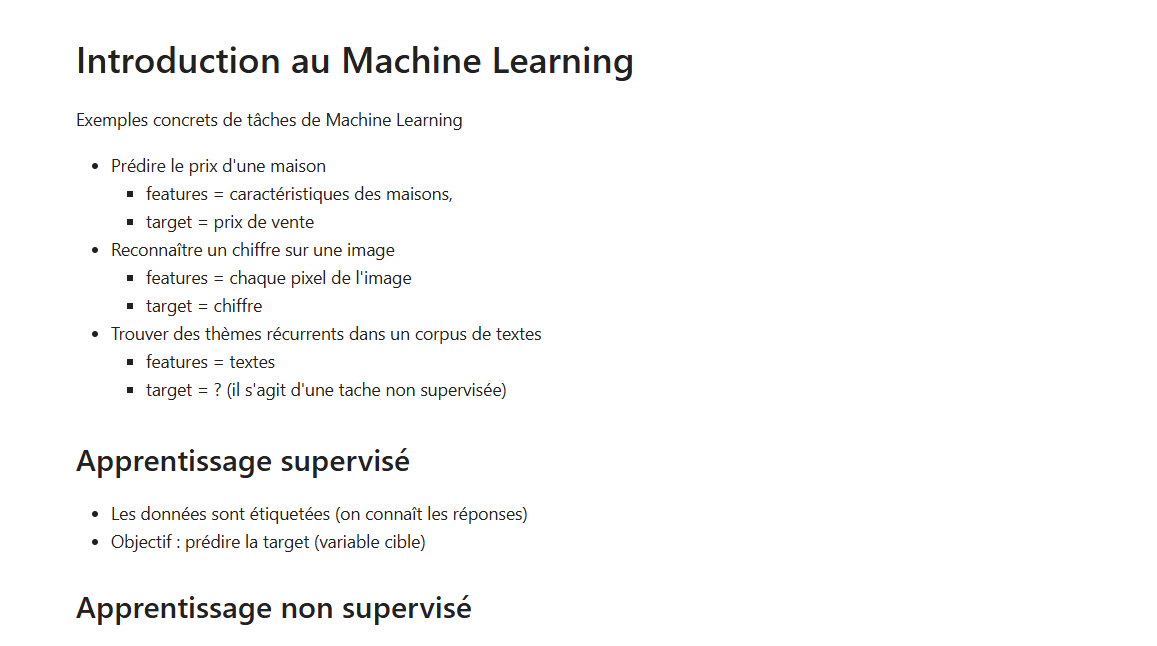 Introduction au Machine Learning
Exemples concrets de tâches de Machine Learning
Prédire le prix d'une maison
features = caractéristiques des maisons,
target = prix de vente
Reconnaître un chiffre sur une image
features = chaque pixel de l'image
target = chiffre
Trouver des thèmes récurrents dans un corpus de textes
features = textes
target = ? (il s'agit d'une tache non supervisée)
Apprentissage supervisé
Les données sont étiquetées (on connaît les réponses)
Objectif : prédire la target (variable cible)
Apprentissage non supervisé